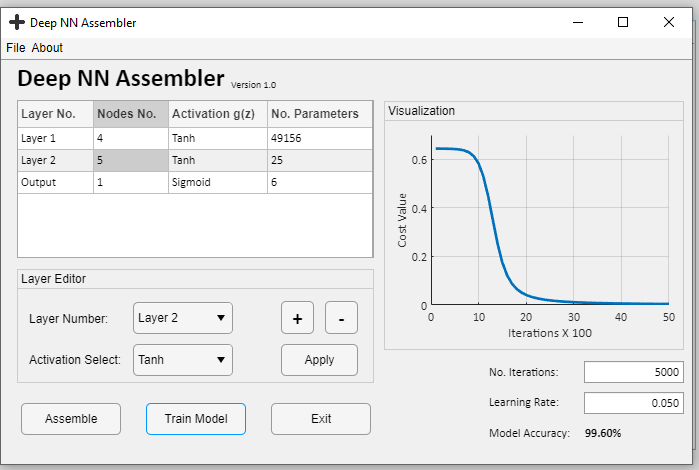 Deep NN Assembler
File About
Deep NN Assembler Version 1.0
Layer No. Nodes No. Activation g(z) No. Parameters
Layer 1 4 Tanh 49156
Layer 2 5 Tanh 25
Output 1 Sigmoid 6
Layer Editor
Layer Number: Layer 2 + -
Activation Select: Tanh Apply
Assemble Train Model Exit
Visualization
0.6
0.4
0.2
0
Cost Value
0 10 20 30 40 50
Iterations X 100
No. Iterations: 5000
Learning Rate: 0.050
Model Accuracy: 99.60%